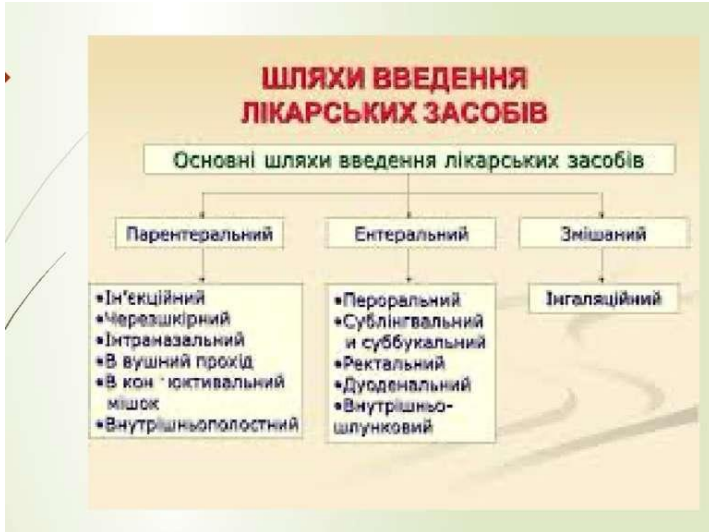 ШЛЯХИ ВВЕДЕННЯ
ЛІКАРСЬКИХ ЗАСОБІВ
Основні шляхи введення лікарських засобів
Парентеральний
Ентеральний
Змішаний
•Ін'єкційний
•Черезшкірний
•Інтраназальний
•В вушний прохід
•В кон'юктивальний
мішок
•Внутрішньополостний
•Пероральний
•Сублінгвальний
и суббукальний
•Ректальний
•Дуоденальний
•Внутрішньо-
шлунковий
Інгаляційний